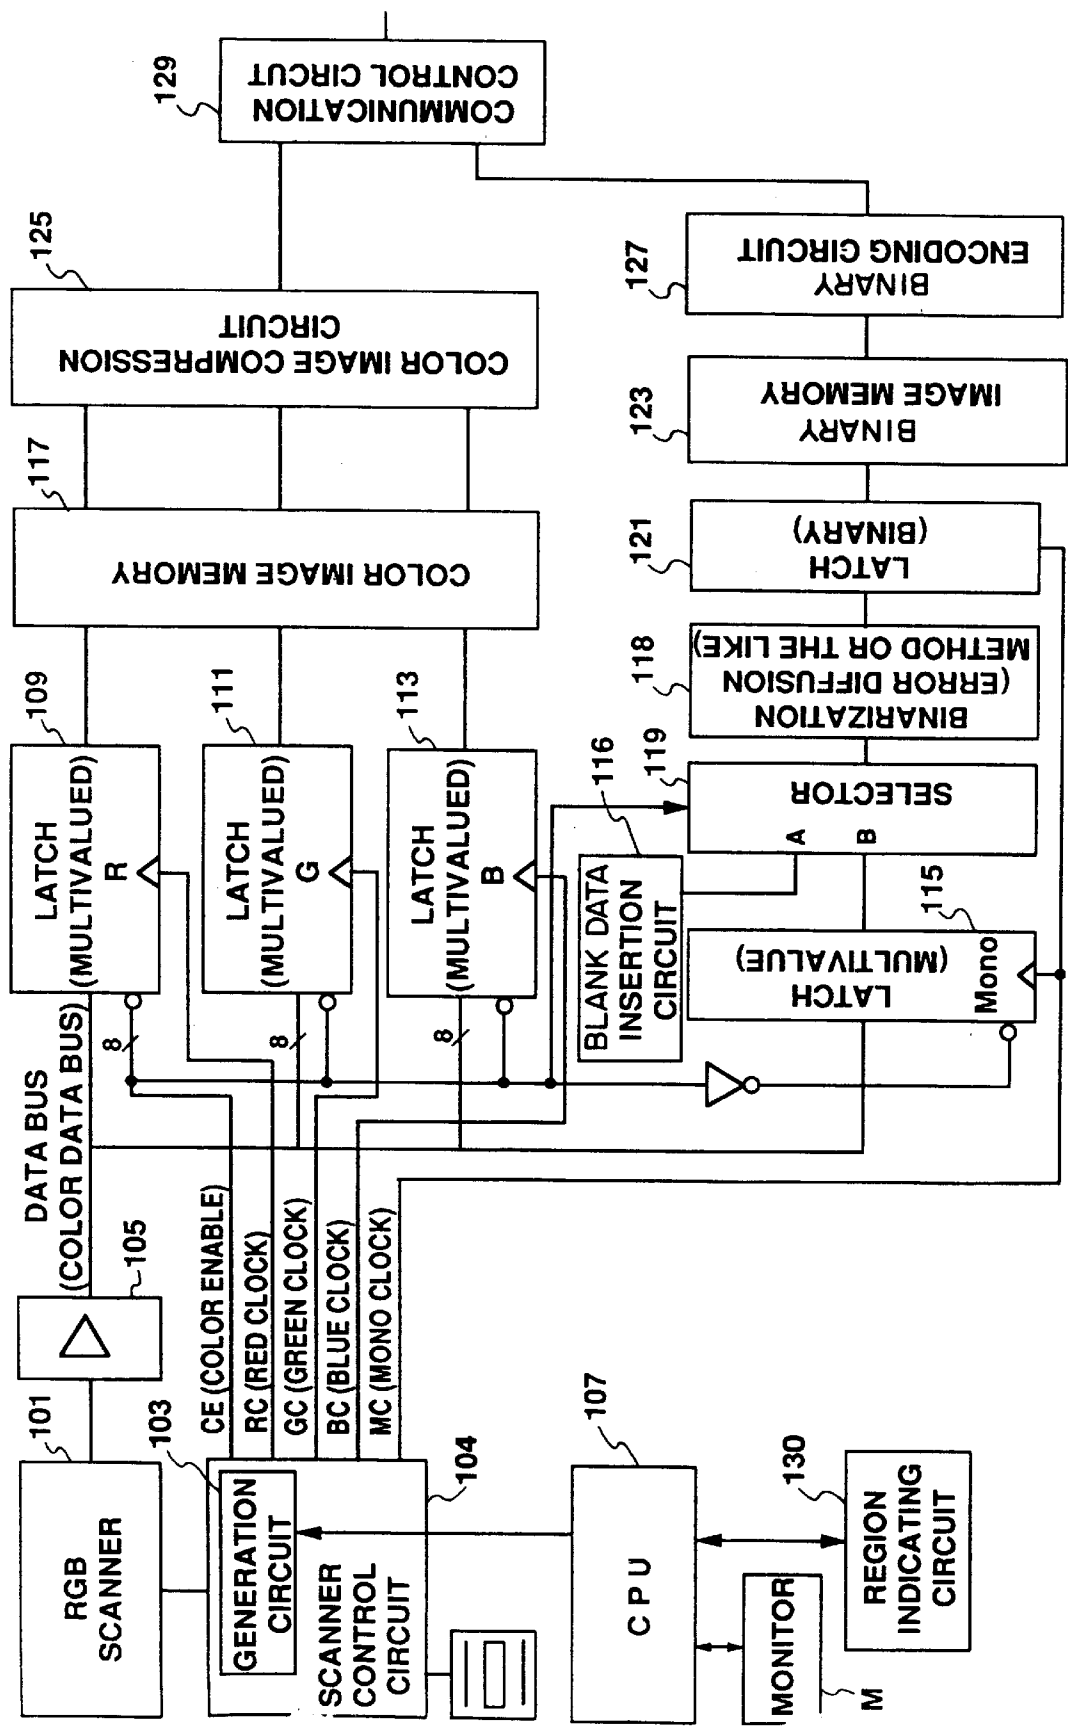 RGB
SCANNER
101
105
DATA BUS
(COLOR DATA BUS)
8
LATCH
(MULTIVALUED)
R
109
COLOR IMAGE MEMORY
117
COLOR IMAGE COMPRESSION
CIRCUIT
125
COMMUNICATION
CONTROL CIRCUT
129
GENERATION
CIRCUIT
103
SCANNER
CONTROL
CIRCUIT
104
CE (COLOR ENABLE)
RC (RED CLOCK)
GC (GREEN CLOCK)
BC (BLUE CLOCK)
MC (MONO CLOCK)
8
LATCH
(MULTIVALUED)
G
111
8
LATCH
(MULTIVALUED)
B
113
CPU
107
MONITOR
M
REGION
INDICATING
CIRCUIT
130
BLANK DATA
INSERTION
CIRCUIT
116
LATCH
(MULTIVALUE)
Mono
115
A
B
SELECTOR
119
BINARIZATION
(ERROR DIFFUSION
METHOD OR THE LIKE)
118
LATCH
(BINARY)
121
BINARY
IMAGE MEMORY
123
BINARY
ENCODING CIRCUIT
127